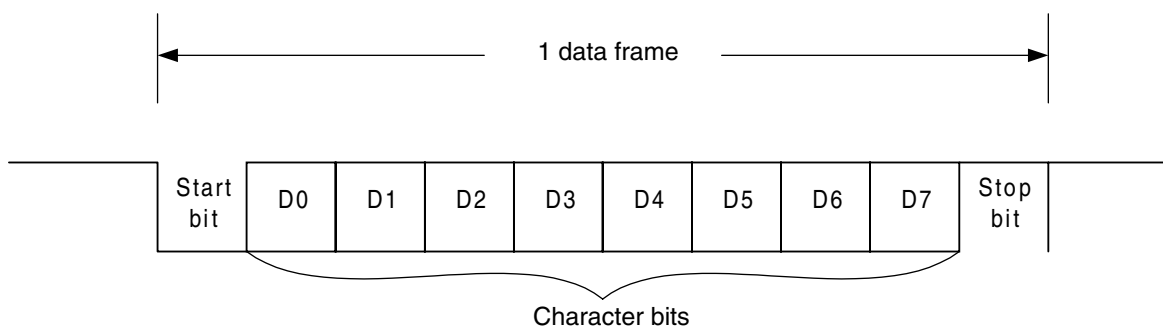 1 data frame
Start bit
D0
D1
D2
D3
D4
D5
D6
D7
Stop bit
Character bits